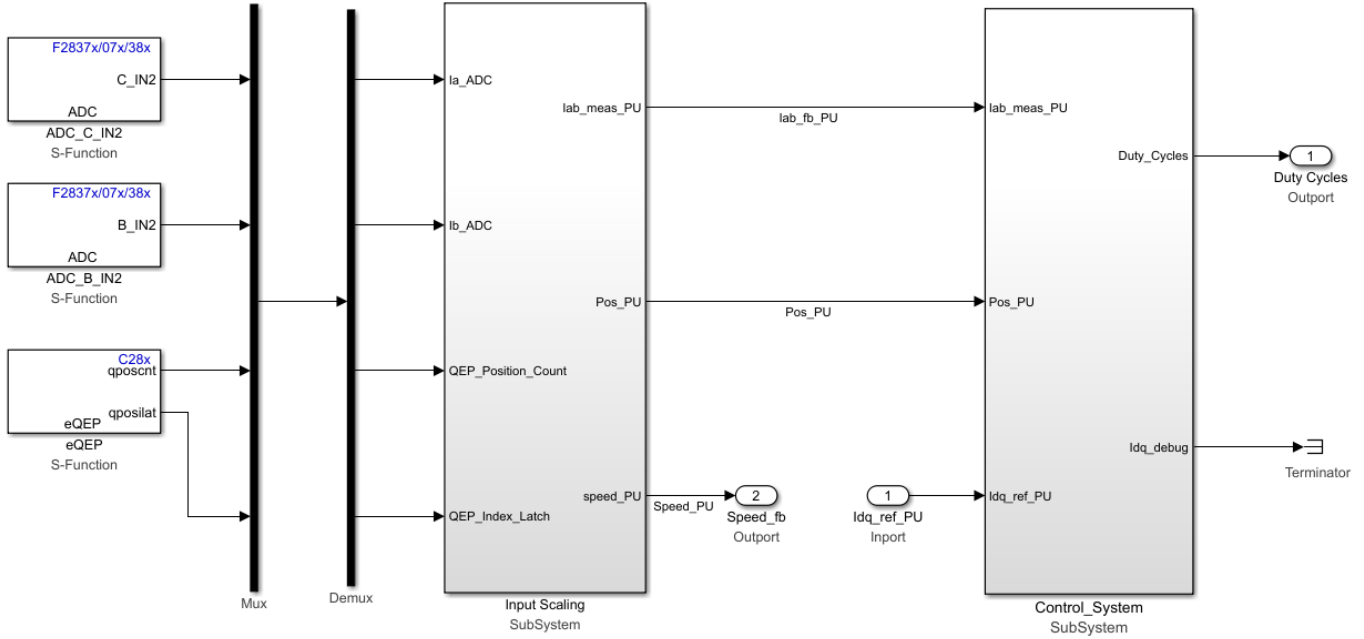 F2837x/07x/38x
C_IN2
ADC
ADC_C_IN2
S-Function
F2837x/07x/38x
B_IN2
ADC
ADC_B_IN2
S-Function
C28x
qposcnt
qposilat
eQEP
eQEP
S-Function
Mux
Demux
Ia_ADC
Ib_ADC
QEP_Position_Count
QEP_Index_Latch
Iab_meas_PU
Pos_PU
speed_PU
Input Scaling
SubSystem
Iab_fb_PU
Pos_PU
Speed_PU
2
Speed_fb
Outport
1
Idq_ref_PU
Inport
Iab_meas_PU
Pos_PU
Idq_ref_PU
Duty_Cycles
Idq_debug
Control_System
SubSystem
1
Duty Cycles
Outport
Terminator